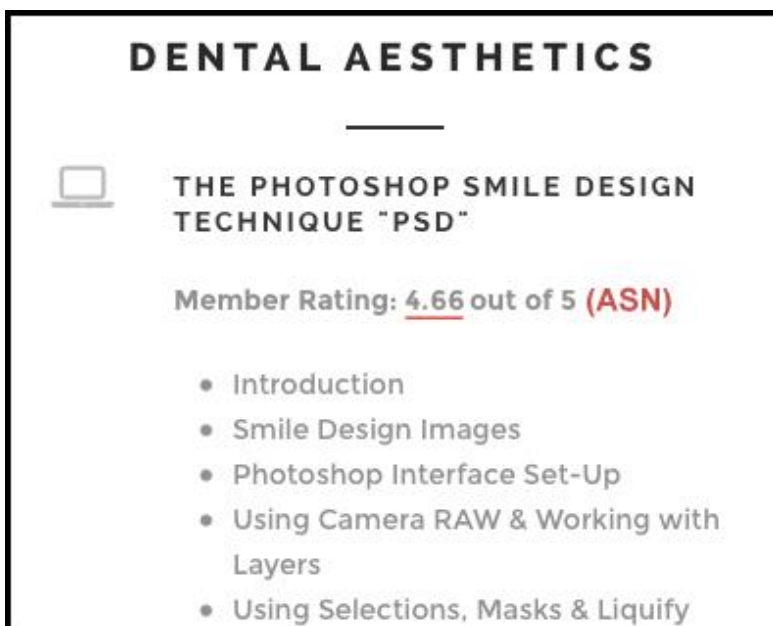 DENTAL AESTHETICS
THE PHOTOSHOP SMILE DESIGN
TECHNIQUE "PSD"
Member Rating: 4.66 out of 5 (ASN)
• Introduction
• Smile Design Images
• Photoshop Interface Set-Up
• Using Camera RAW & Working with
Layers
• Using Selections, Masks & Liquify